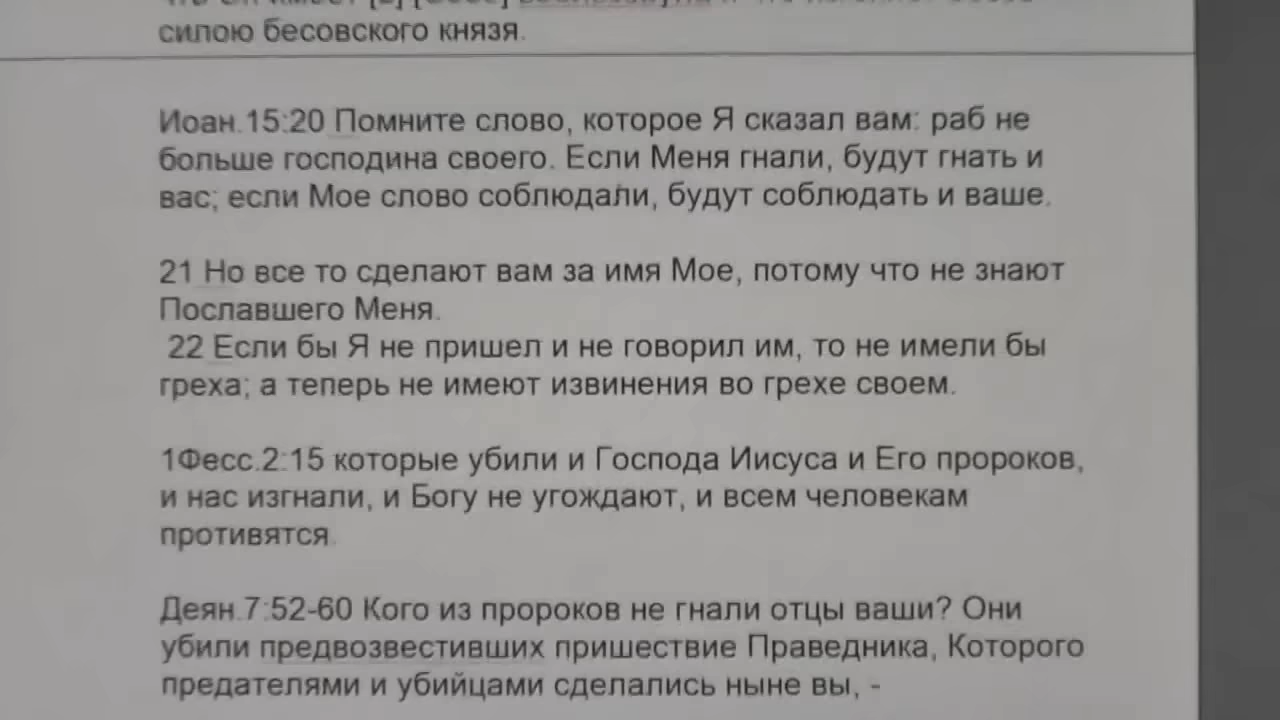 силою бесовского князя.
Иоан.15:20 Помните слово, которое Я сказал вам: раб не
больше господина своего. Если Меня гнали, будут гнать и
вас; если Мое слово соблюдали, будут соблюдать и ваше.
21 Но все то сделают вам за имя Мое, потому что не знают
Пославшего Меня.
22 Если бы Я не пришел и не говорил им, то не имели бы
греха; а теперь не имеют извинения во грехе своем.
1Фесс.2:15 которые убили и Господа Иисуса и Его пророков,
и нас изгнали, и Богу не угождают, и всем человекам
противятся.
Деян.7:52-60 Кого из пророков не гнали отцы ваши? Они
убили предвозвестивших пришествие Праведника, Которого
предателями и убийцами сделались ныне вы, -